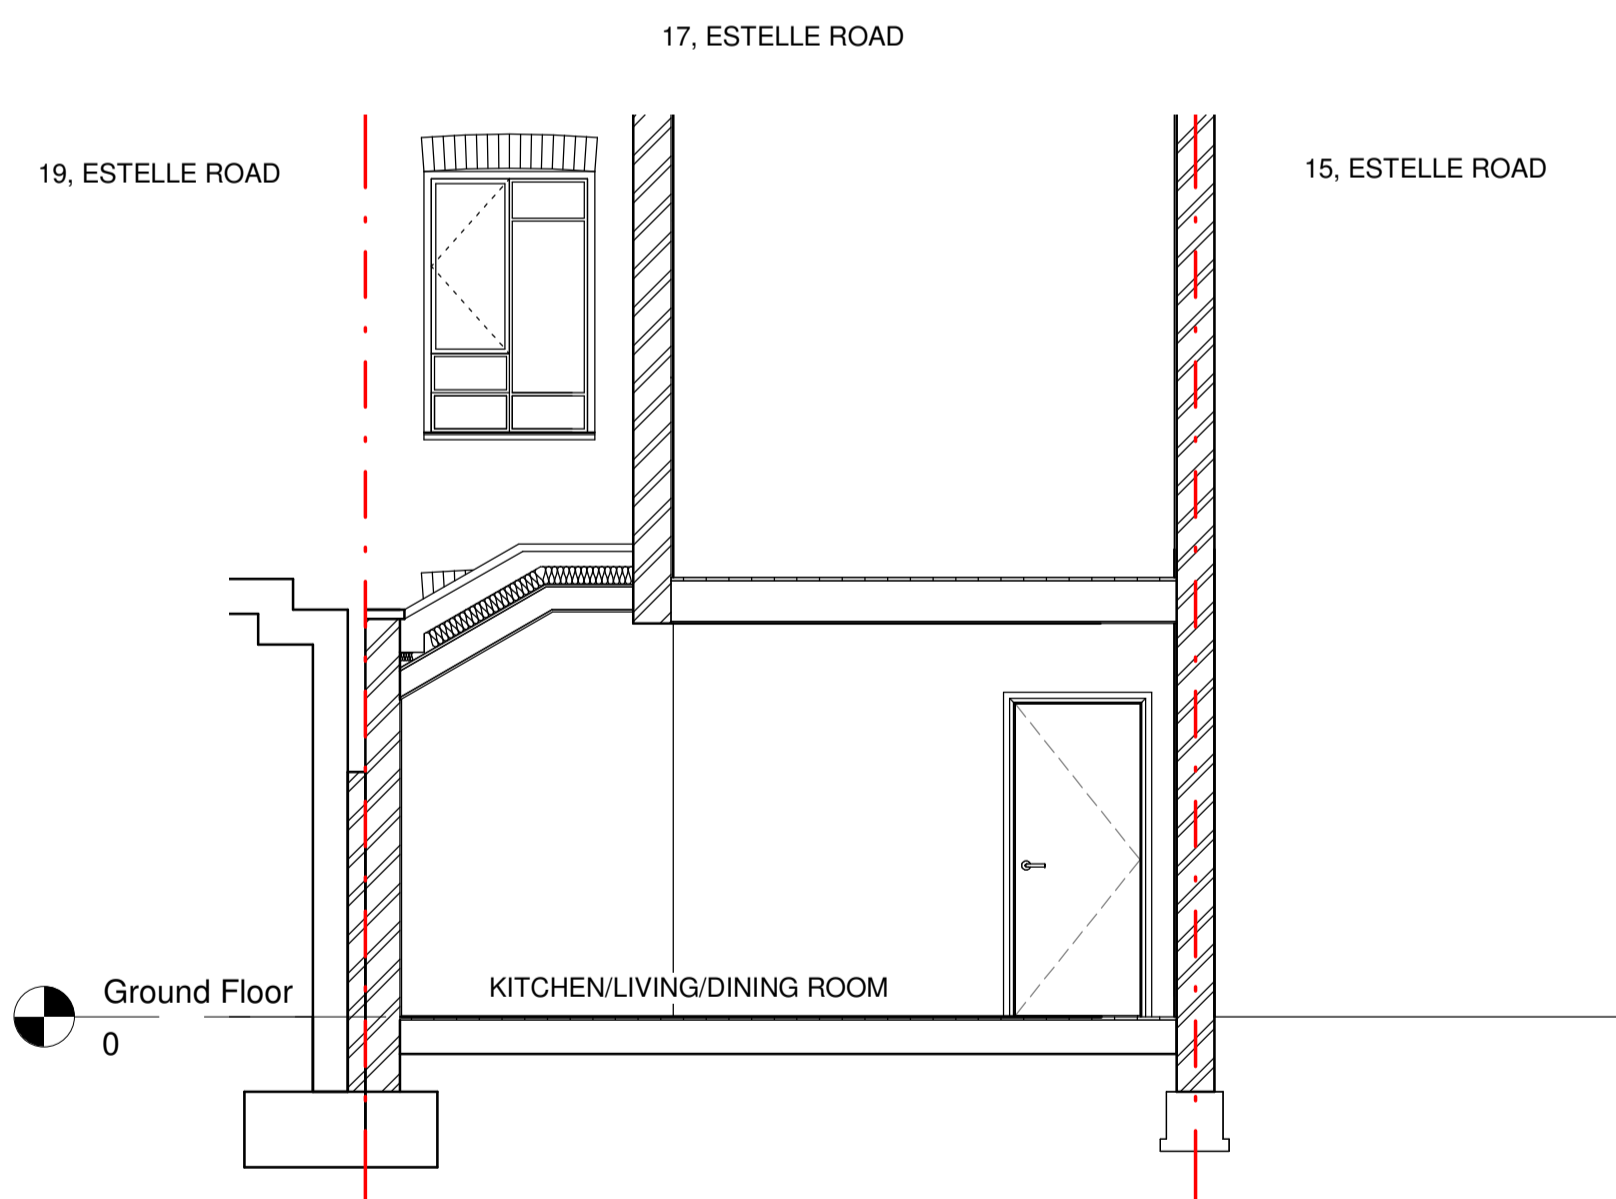 17, ESTELLE ROAD
19, ESTELLE ROAD
15, ESTELLE ROAD
KITCHEN/LIVING/DINING ROOM
Ground Floor
0